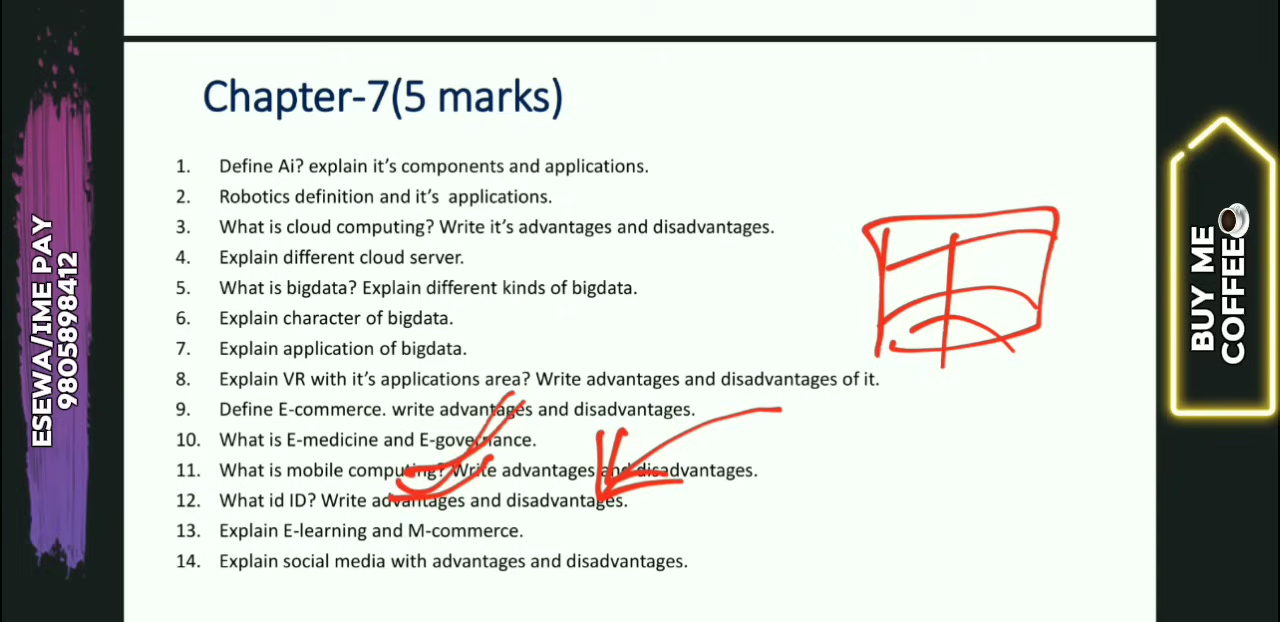 Chapter-7(5 marks)
1. Define Ai? explain it's components and applications.
2. Robotics definition and it's applications.
3. What is cloud computing? Write it's advantages and disadvantages.
4. Explain different cloud server.
5. What is bigdata? Explain different kinds of bigdata.
6. Explain character of bigdata.
7. Explain application of bigdata.
8. Explain VR with it's applications area? Write advantages and disadvantages of it.
9. Define E-commerce. write advantages and disadvantages.
10. What is E-medicine and E-governance.
11. What is mobile computing? Write advantages and disadvantages.
12. What id ID? Write advantages and disadvantages.
13. Explain E-learning and M-commerce.
14. Explain social media with advantages and disadvantages.
ESEWA/IME PAY
9805898412
BUY ME
COFFEE